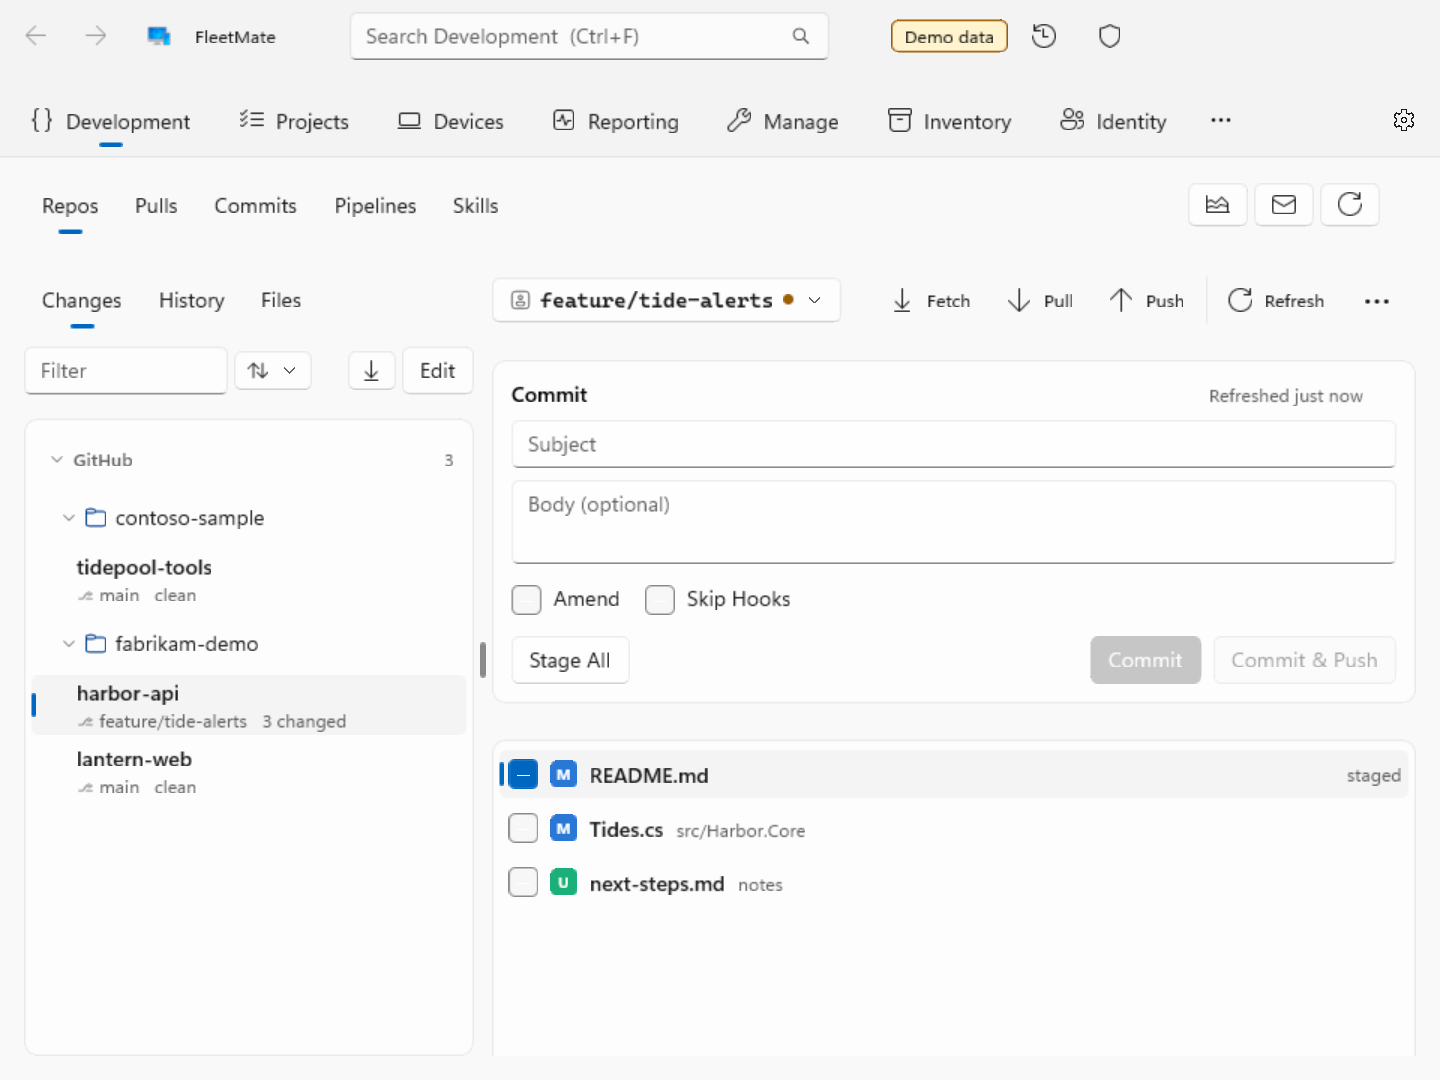 FleetMate
Search Development (Ctrl+F)
Demo data
Development
Projects
Devices
Reporting
Manage
Inventory
Identity
Repos
Pulls
Commits
Pipelines
Skills
Changes
History
Files
feature/tide-alerts
Fetch
Pull
Push
Refresh
Filter
Edit
GitHub 3
contoso-sample
tidepool-tools
main clean
fabrikam-demo
harbor-api
feature/tide-alerts 3 changed
lantern-web
main clean
Commit
Refreshed just now
Subject
Body (optional)
Amend
Skip Hooks
Stage All
Commit
Commit & Push
M README.md staged
M Tides.cs src/Harbor.Core
U next-steps.md notes